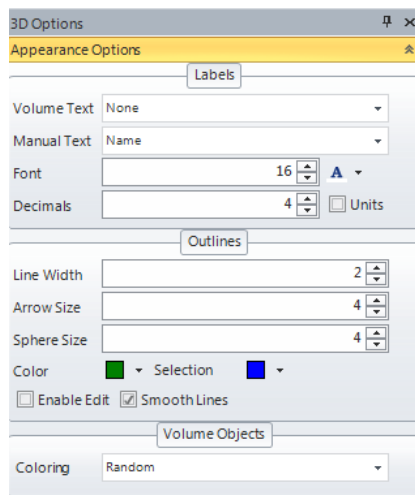 3D Options
Appearance Options
Labels
Volume Text None
Manual Text Name
Font 16 A
Decimals 4 Units
Outlines
Line Width 2
Arrow Size 4
Sphere Size 4
Color Selection
Enable Edit Smooth Lines
Volume Objects
Coloring Random